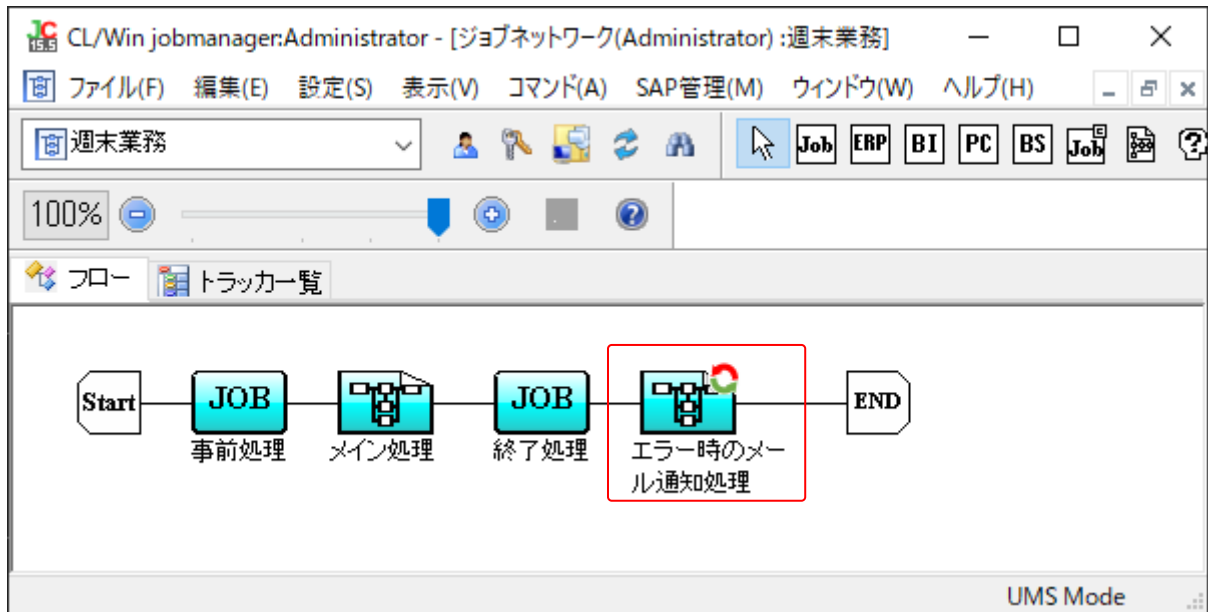 JC
15.5
CL/Win jobmanager:Administrator - [ジョブネットワーク(Administrator) :週末業務]
ファイル(F) 編集(E) 設定(S) 表示(V) コマンド(A) SAP管理(M) ウィンドウ(W) ヘルプ(H)
週末業務 Job ERP BI PC BS Job
100%
フロー トラッカ一覧
Start JOB JOB END
事前処理 メイン処理 終了処理 エラー時のメー
ル通知処理
UMS Mode